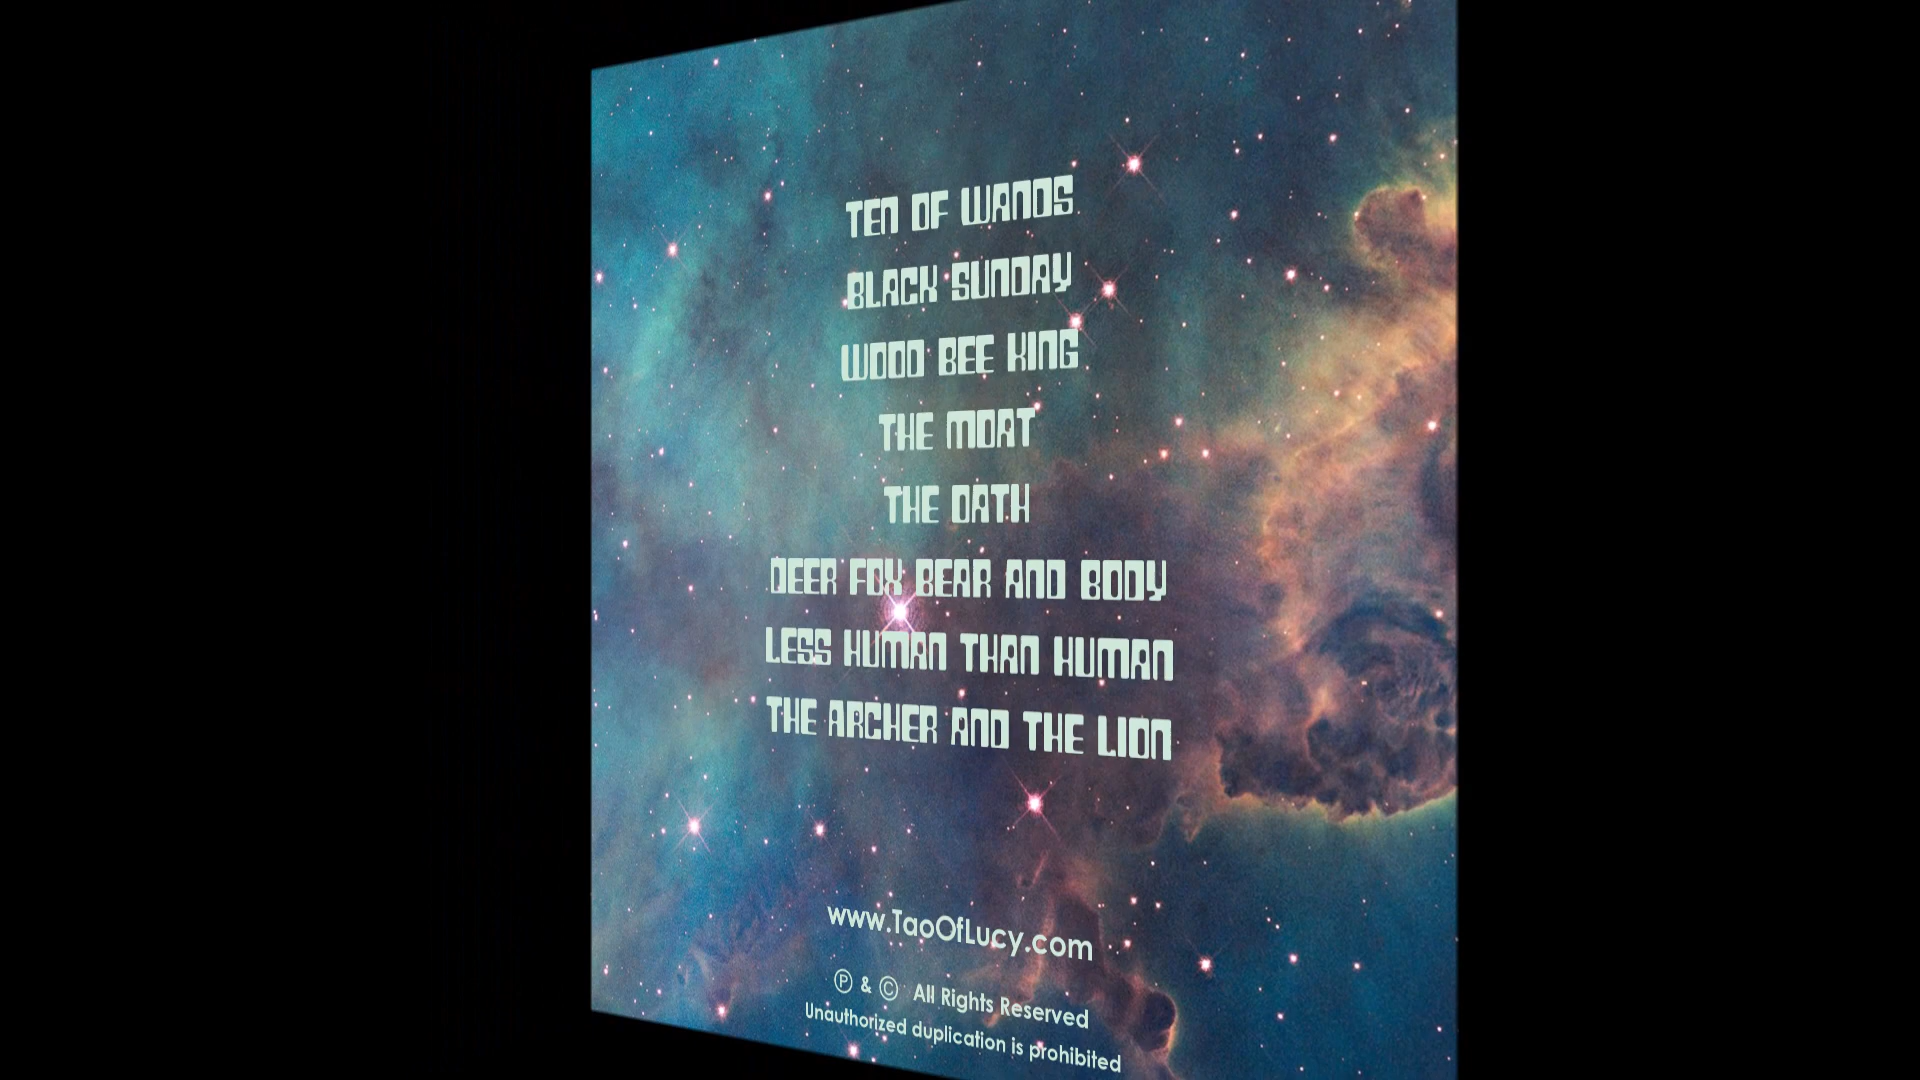 TEN OF WANDS
BLACK SUNDAY
WOOD BEE KING
THE MOAT
THE OATH
DEER FOX BEAR AND BODY
LESS HUMAN THAN HUMAN
THE ARCHER AND THE LION
www.TaoOfLucy.com
Ⓟ & © All Rights Reserved
Unauthorized duplication is prohibited